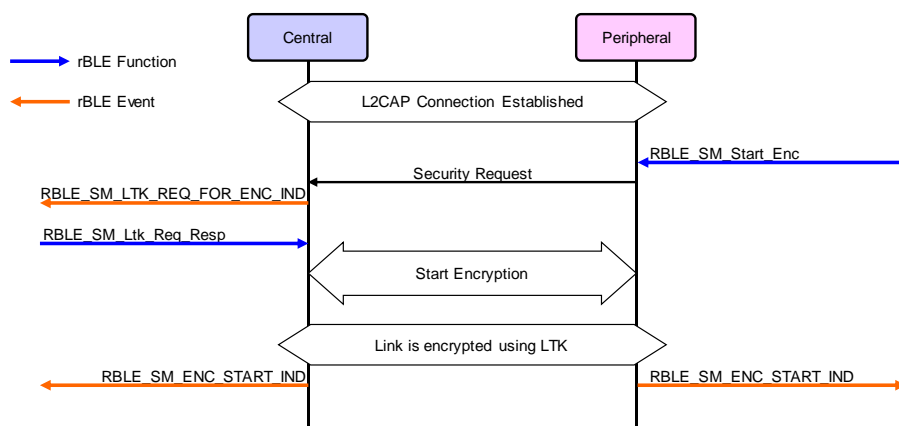 Central
Peripheral
rBLE Function
L2CAP Connection Established
rBLE Event
RBLE_SM_Start_Enc
Security Request
RBLE_SM_LTK_REQ_FOR_ENC_IND
RBLE_SM_Ltk_Req_Resp
Start Encryption
Link is encrypted using LTK
RBLE_SM_ENC_START_IND
RBLE_SM_ENC_START_IND